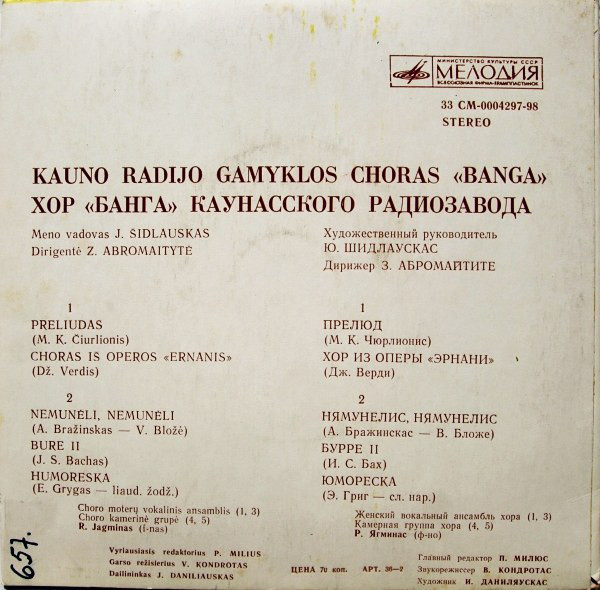 МИНИСТЕРСТВО КУЛЬТУРЫ СССР
МЕЛОДИЯ
ВСЕСОЮЗНАЯ ФИРМА ГРАМПЛАСТИНОК
33 СМ-0004297-98
STEREO
KAUNO RADIJO GAMYKLOS CHORAS «BANGA»
ХОР «БАНГА» КАУНАССКОГО РАДИОЗАВОДА
Meno vadovas J. ŠIDLAUSKAS
Dirigentė Z. ABROMAITYTĖ
Художественный руководитель
Ю. ШИДЛАУСКАС
Дирижер З. АБРОМАЙТИТЕ
1
PRELIUDAS
(M. K. Čiurlionis)
CHORAS IS OPEROS «ERNANIS»
(Dž. Verdis)
2
NEMUNĖLI, NEMUNĖLI
(A. Bražinskas — V. Bložė)
BURE II
(J. S. Bachas)
HUMORESKA
(E. Grygas — liaud. žodž.)
Choro moterų vokalinis ansamblis (1, 3)
Choro kamerinė grupė (4, 5)
R. Jagminas (f-nas)
1
ПРЕЛЮД
(М. К. Чюрлионис)
ХОР ИЗ ОПЕРЫ «ЭРНАНИ»
(Дж. Верди)
2
НЯМУНЕЛИС, НЯМУНЕЛИС
(А. Бражинскас — В. Бложе)
БУРРЕ II
(И. С. Бах)
ЮМОРЕСКА
(Э. Григ — сл. нар.)
Женский вокальный ансамбль хора (1, 3)
Камерная группа хора (4, 5)
Р. Ягминас (ф-но)
Vyriausiasis redaktorius P. MILIUS
Garso režisierius V. KONDROTAS
Dailininkas J. DANILIAUSKAS
ЦЕНА 70 коп. АРТ. 36—2
Главный редактор П. МИЛЮС
Звукорежиссер В. КОНДРОТАС
Художник И. ДАНИЛЯУСКАС
657.